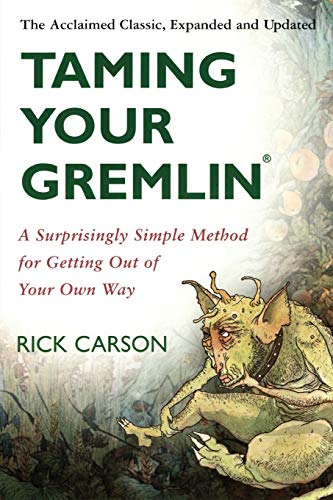 The Acclaimed Classic, Expanded and Updated
TAMING
YOUR
GREMLIN®
A Surprisingly Simple Method
for Getting Out of
Your Own Way
RICK CARSON